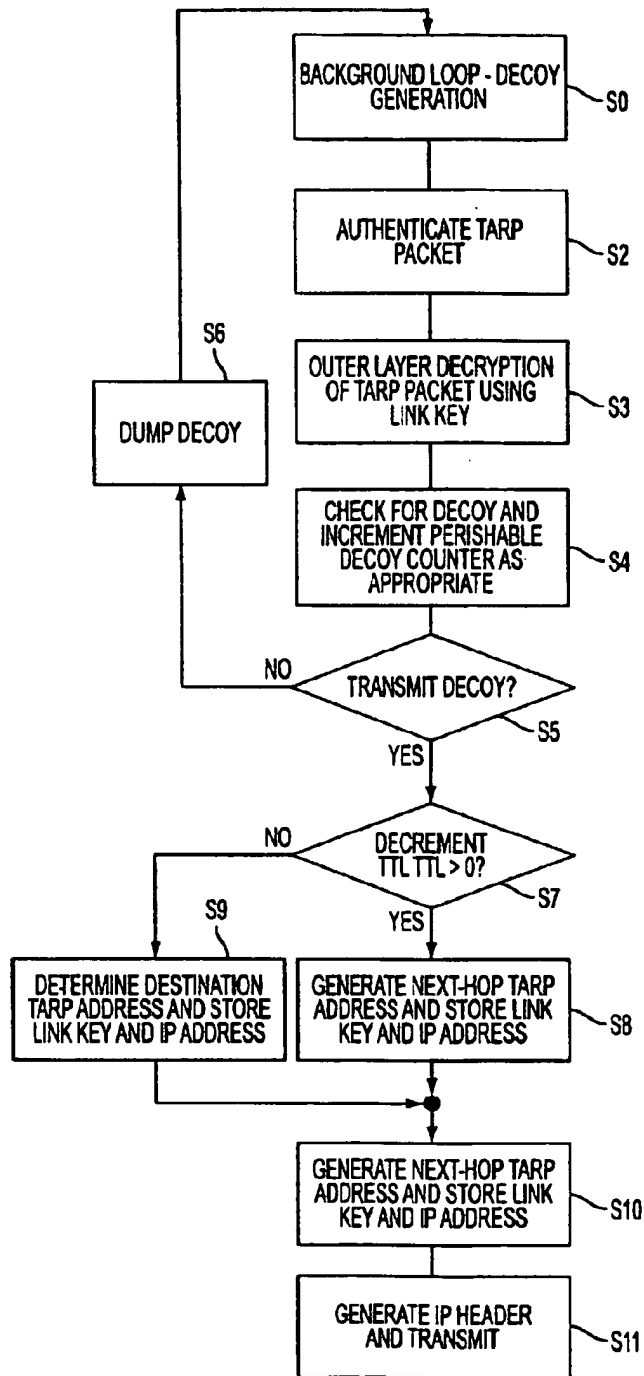 BACKGROUND LOOP - DECOY
GENERATION
S0
AUTHENTICATE TARP
PACKET
S2
S6
DUMP DECOY
OUTER LAYER DECRYPTION
OF TARP PACKET USING
LINK KEY
S3
CHECK FOR DECOY AND
INCREMENT PERISHABLE
DECOY COUNTER AS
APPROPRIATE
S4
NO
TRANSMIT DECOY?
S5
YES
NO
DECREMENT
TTL TTL > 0?
S7
YES
S9
DETERMINE DESTINATION
TARP ADDRESS AND STORE
LINK KEY AND IP ADDRESS
GENERATE NEXT-HOP TARP
ADDRESS AND STORE LINK
KEY AND IP ADDRESS
S8
GENERATE NEXT-HOP TARP
ADDRESS AND STORE LINK
KEY AND IP ADDRESS
S10
GENERATE IP HEADER
AND TRANSMIT
S11